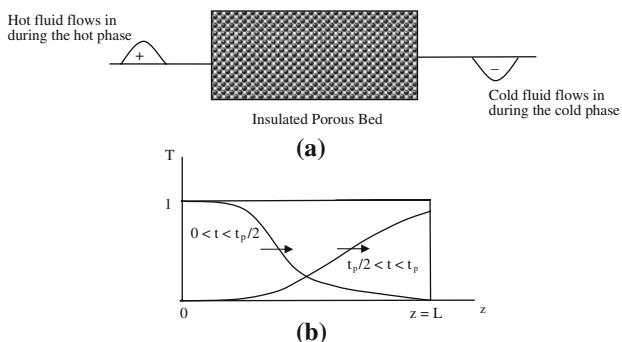 Hot fluid flows in
during the hot phase
+
−
Cold fluid flows in
during the cold phase
Insulated Porous Bed
(a)
T
1
0 < t < t_p/2
t_p/2 < t < t_p
0
z = L
z
(b)